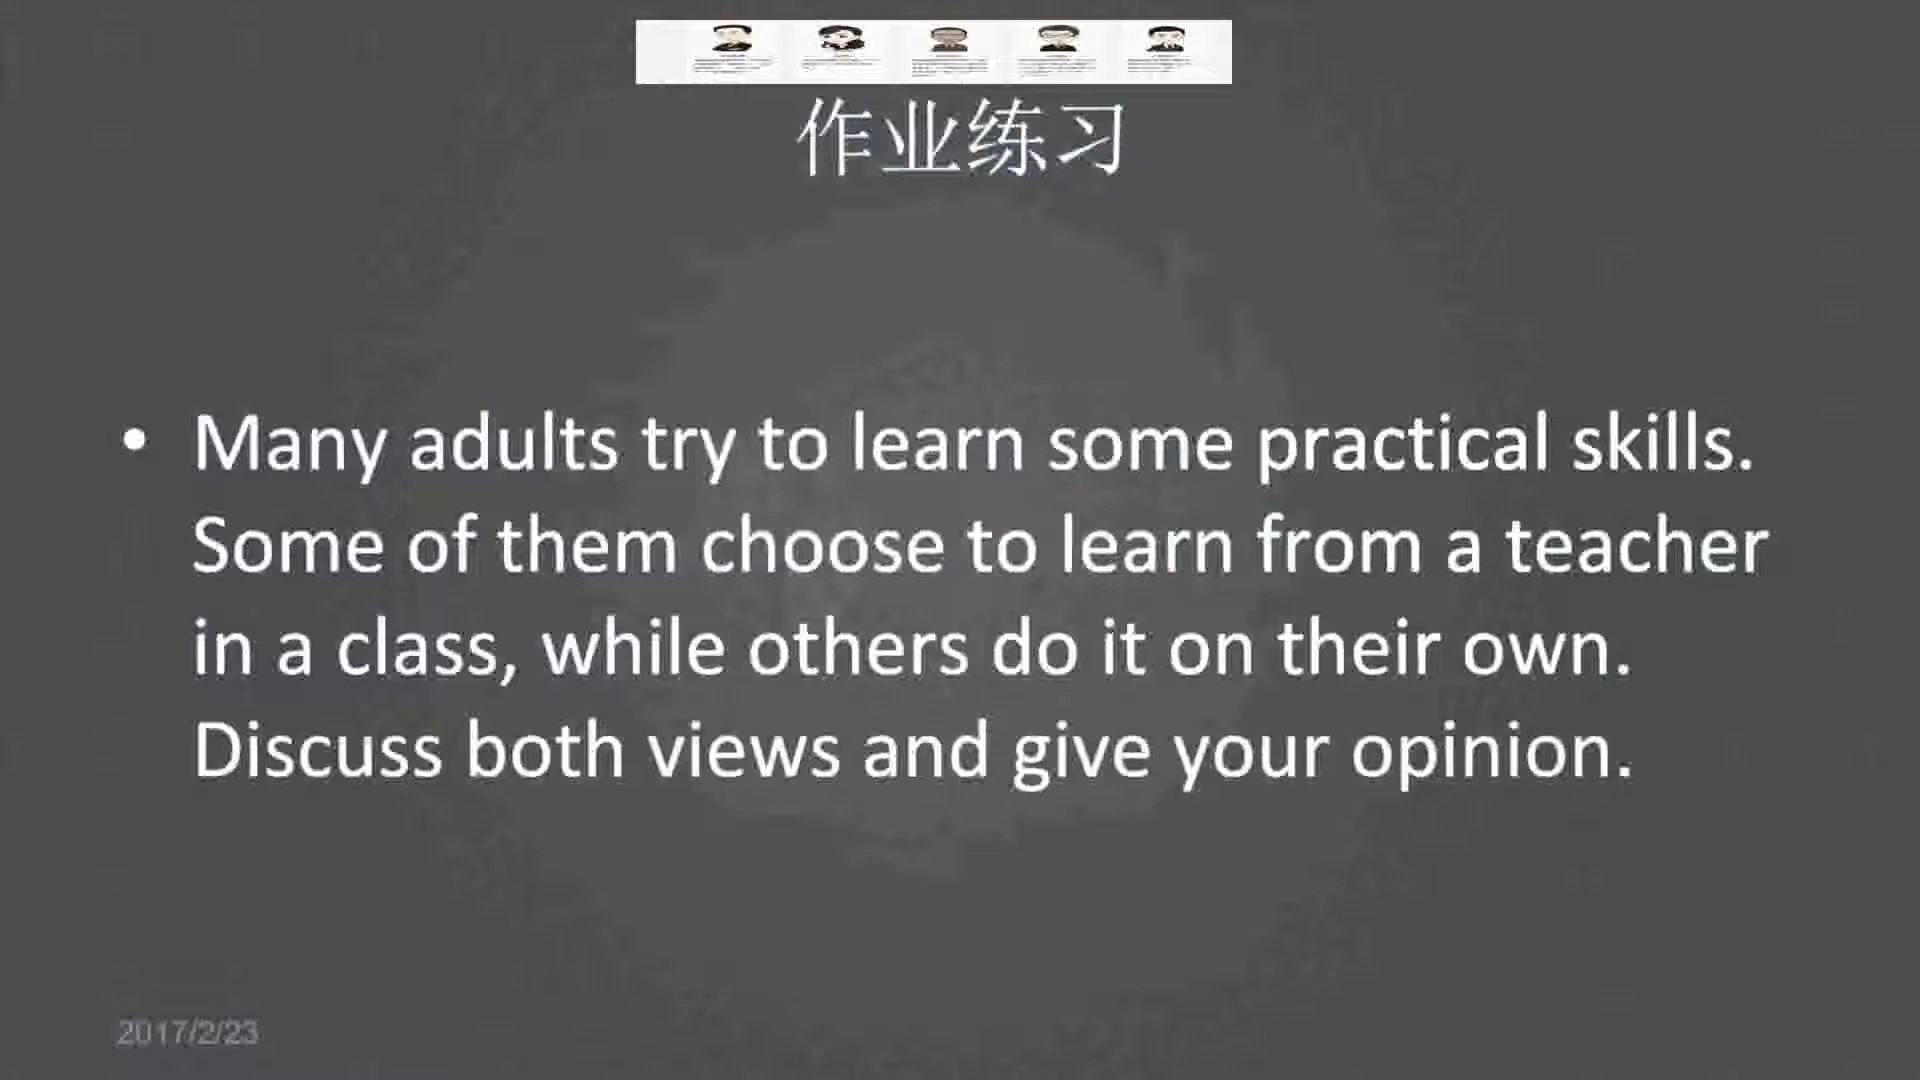 作业练习
• Many adults try to learn some practical skills.
Some of them choose to learn from a teacher
in a class, while others do it on their own.
Discuss both views and give your opinion.
2017/2/23